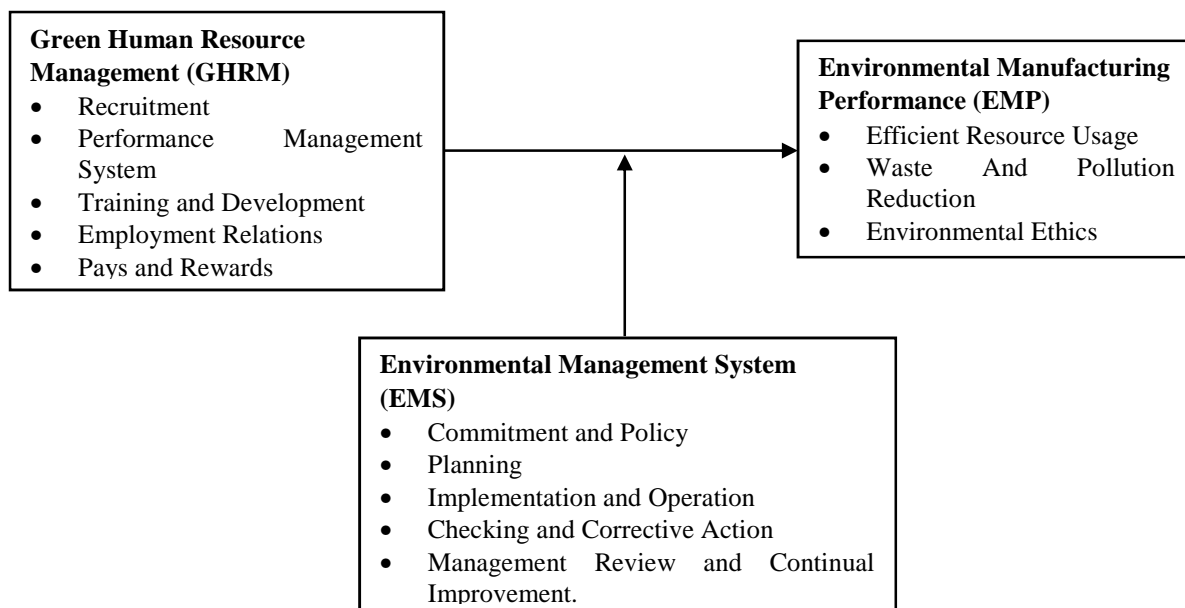 Green Human Resource
Management (GHRM)
• Recruitment
• Performance Management
System
• Training and Development
• Employment Relations
• Pays and Rewards
Environmental Manufacturing
Performance (EMP)
• Efficient Resource Usage
• Waste And Pollution
Reduction
• Environmental Ethics
Environmental Management System
(EMS)
• Commitment and Policy
• Planning
• Implementation and Operation
• Checking and Corrective Action
• Management Review and Continual
Improvement.